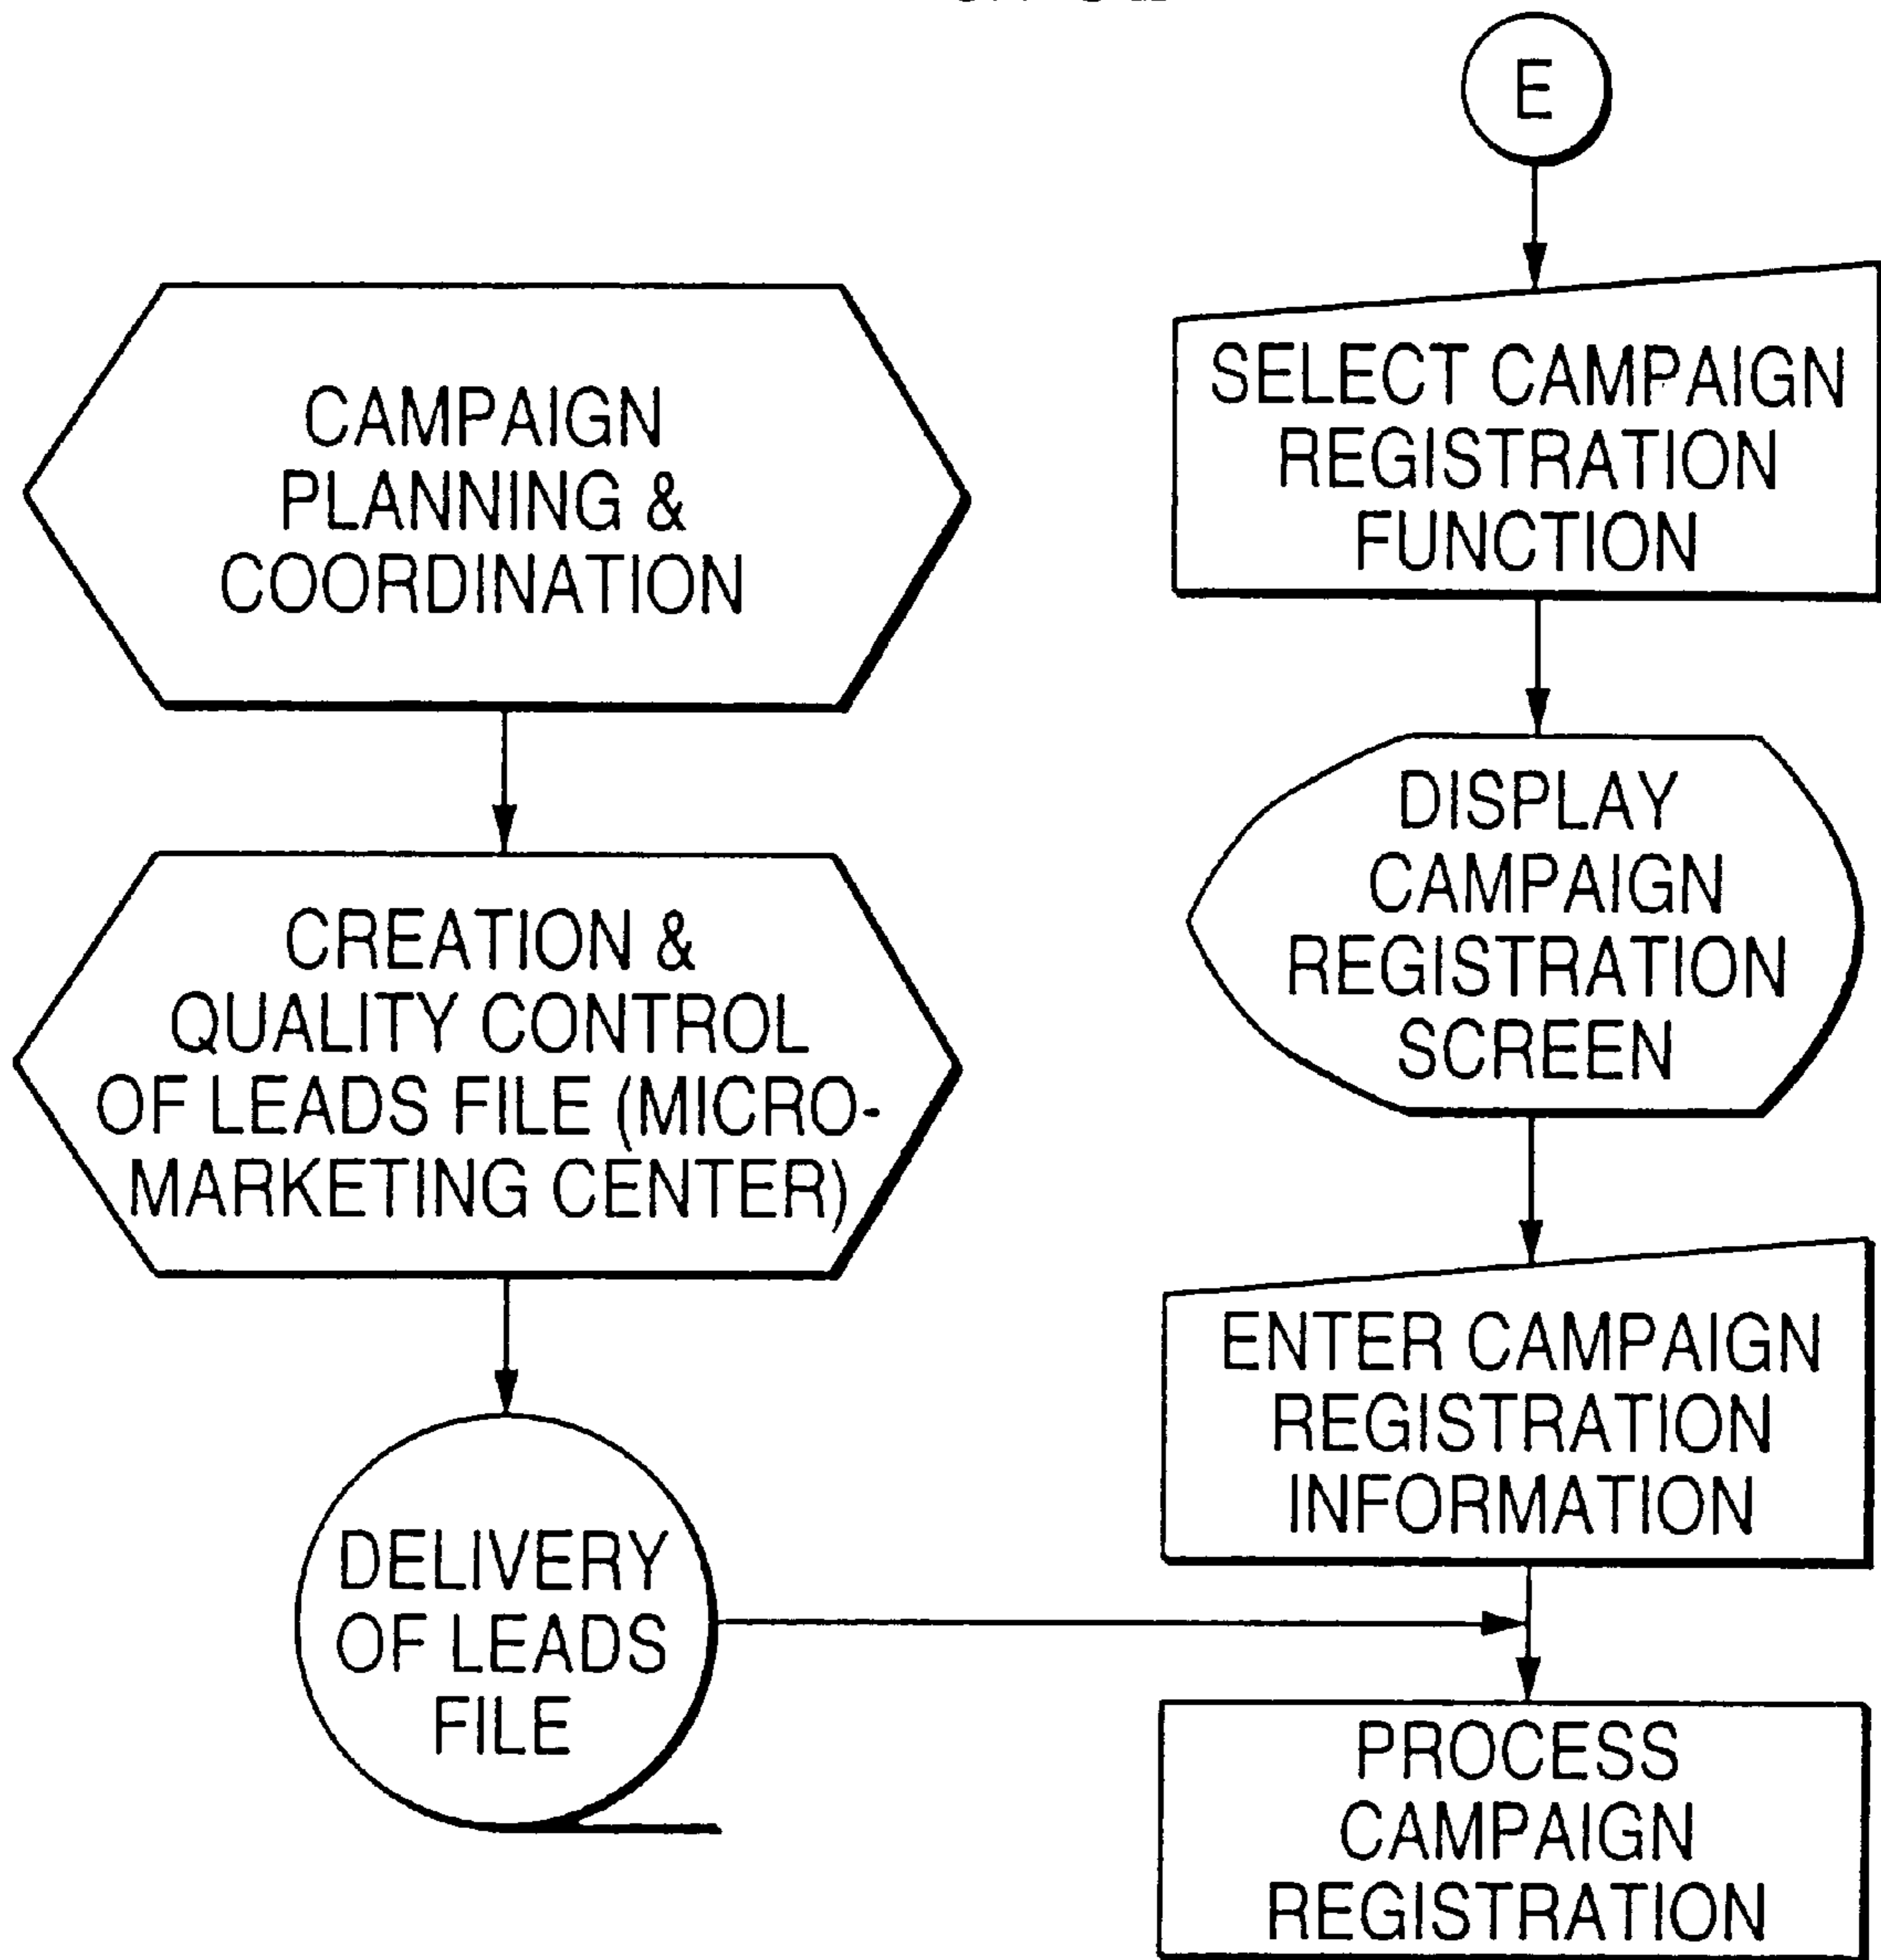 E
SELECT CAMPAIGN
REGISTRATION
FUNCTION
CAMPAIGN
PLANNING &
COORDINATION
DISPLAY
CAMPAIGN
REGISTRATION
SCREEN
CREATION &
QUALITY CONTROL
OF LEADS FILE (MICRO-
MARKETING CENTER)
ENTER CAMPAIGN
REGISTRATION
INFORMATION
DELIVERY
OF LEADS
FILE
PROCESS
CAMPAIGN
REGISTRATION